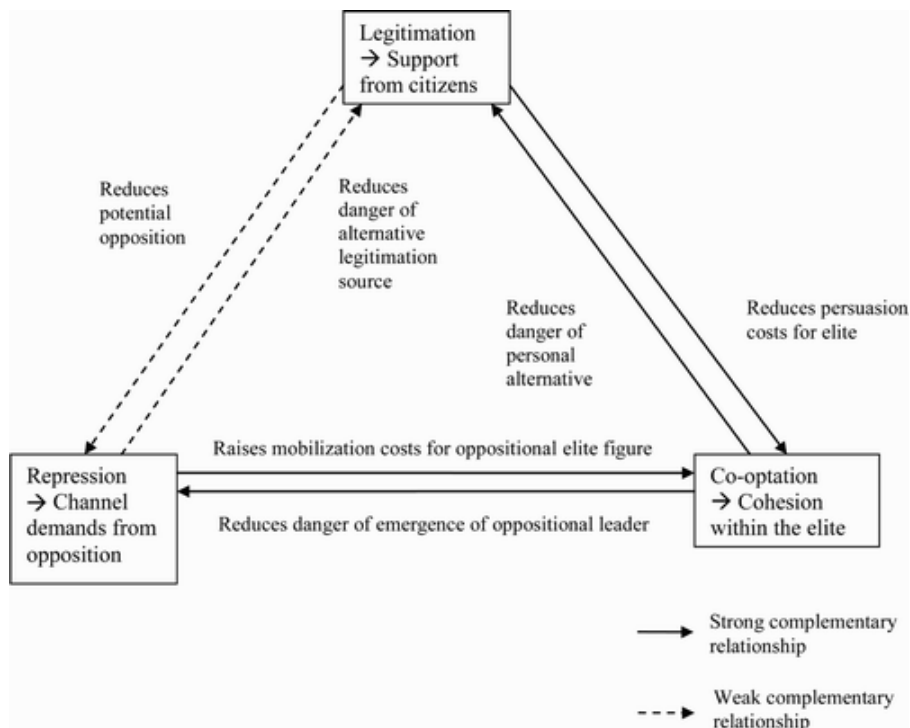 Legitimation
→ Support
from citizens
Reduces
potential
opposition
Reduces
danger of
alternative
legitimation
source
Reduces
danger of
personal
alternative
Reduces persuasion
costs for elite
Raises mobilization costs for oppositional elite figure
Repression
→ Channel
demands from
opposition
Co-optation
→ Cohesion
within the elite
Reduces danger of emergence of oppositional leader
Strong complementary
relationship
Weak complementary
relationship